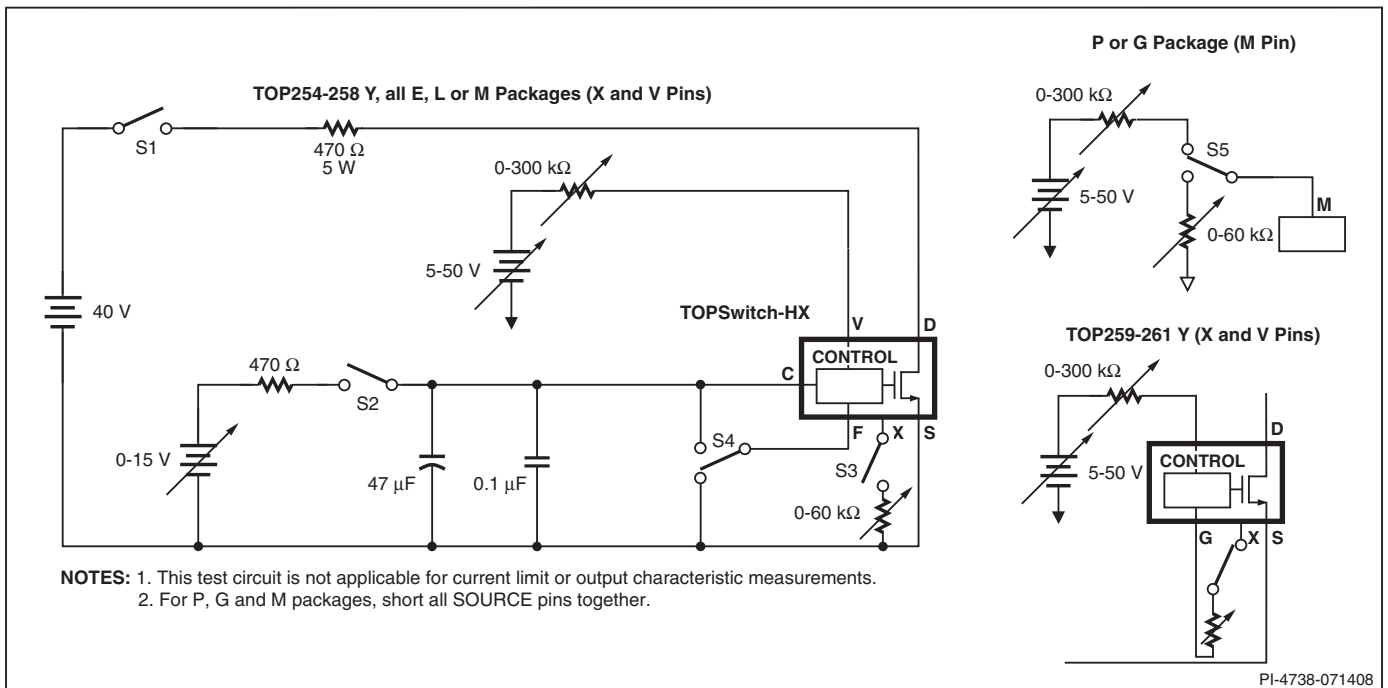 P or G Package (M Pin)
TOP254-258 Y, all E, L or M Packages (X and V Pins)
0-300 kΩ
S1
470 Ω
5 W
0-300 kΩ
S5
5-50 V
M
0-60 kΩ
5-50 V
40 V
TOPSwitch-HX
V
D
TOP259-261 Y (X and V Pins)
470 Ω
CONTROL
C
0-300 kΩ
S2
F
X
S
D
S4
S3
0-15 V
47 μF
0.1 μF
5-50 V
CONTROL
0-60 kΩ
G
X
S
NOTES: 1. This test circuit is not applicable for current limit or output characteristic measurements.
2. For P, G and M packages, short all SOURCE pins together.
PI-4738-071408